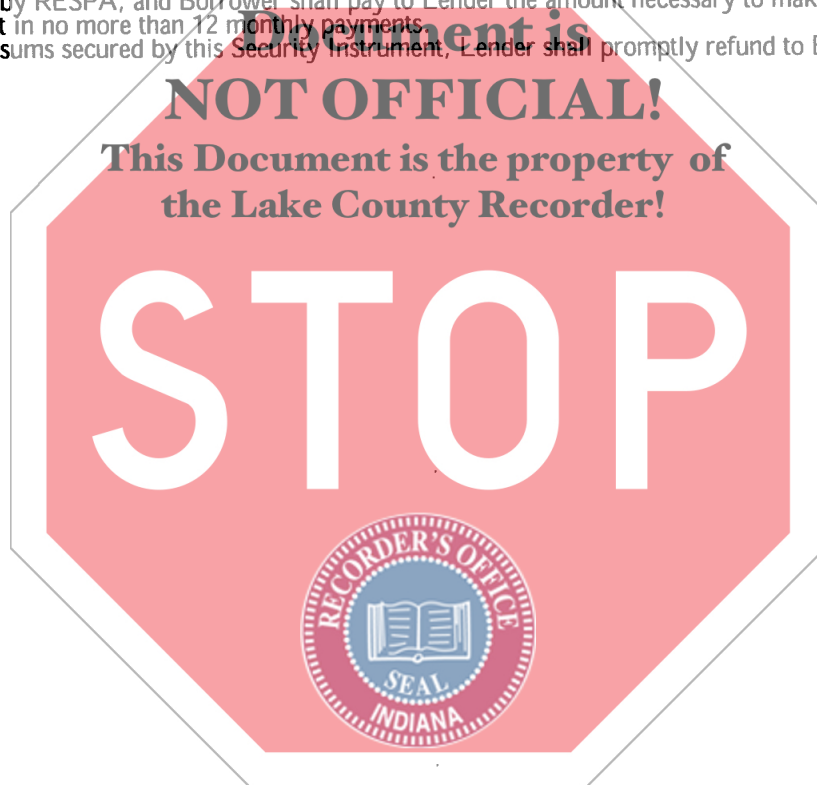 by RESPA, and Borrower shall pay to Lender the amount necessary to mak
t in no more than 12 monthly payments.
Document is
sums secured by this Security Instrument, Lender shall promptly refund to B
NOT OFFICIAL!
This Document is the property of
the Lake County Recorder!
STOP
RECORDER'S OFFICE
SEAL
INDIANA